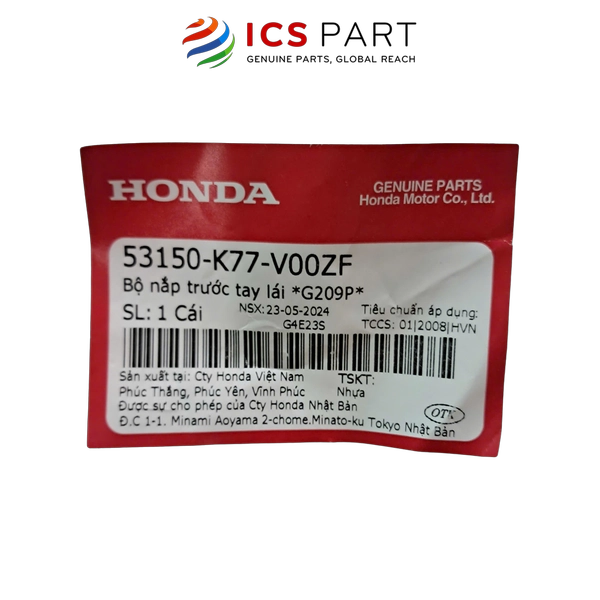 ICS PART
GENUINE PARTS, GLOBAL REACH
HONDA
GENUINE PARTS
Honda Motor Co., Ltd.
53150-K77-V00ZF
Bộ nắp trước tay lái *G209P*
SL: 1 Cái
NSX: 23-05-2024
Tiêu chuẩn áp dụng:
G4E23S
TCCS: 01|2008|HVN
Sản xuất tại: Cty Honda Việt Nam
TSKT:
Phúc Thắng, Phúc Yên, Vĩnh Phúc
Nhựa
Được sự cho phép của Cty Honda Nhật Bản
OTK
Đ.C 1-1. Minami Aoyama 2-chome.Minato-ku Tokyo Nhật Bản